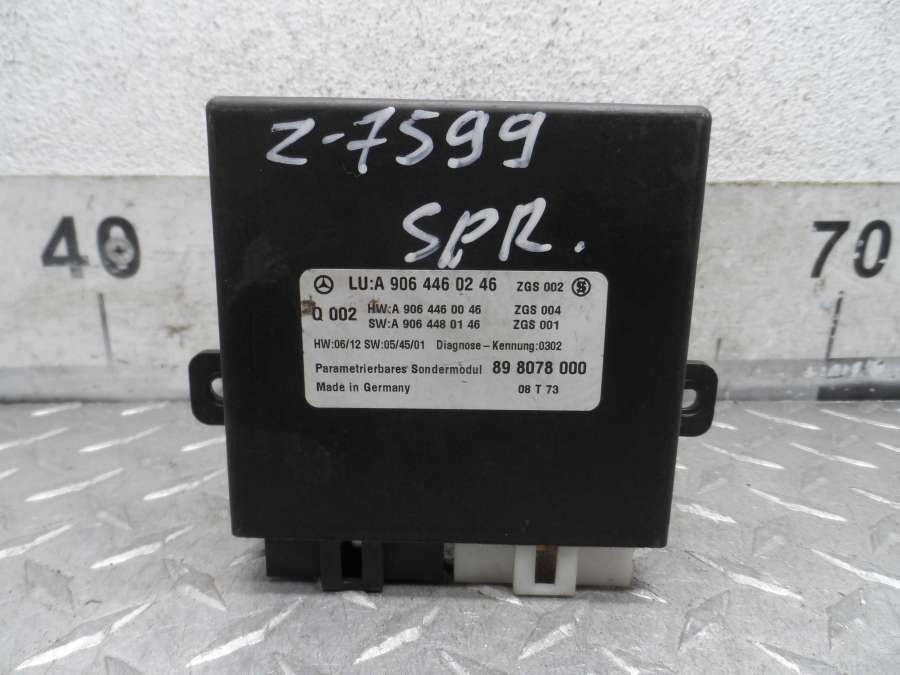 z-7599
SPR.
40
70
LU:A 906 446 02 46 ZGS 002
Q 002 HW:A 906 446 00 46 ZGS 004
SW:A 906 448 01 46 ZGS 001
HW:06/12 SW:05/45/01 Diagnose – Kennung:0302
Parametrierbares Sondermodul 89 8078 000
Made in Germany 08 T 73